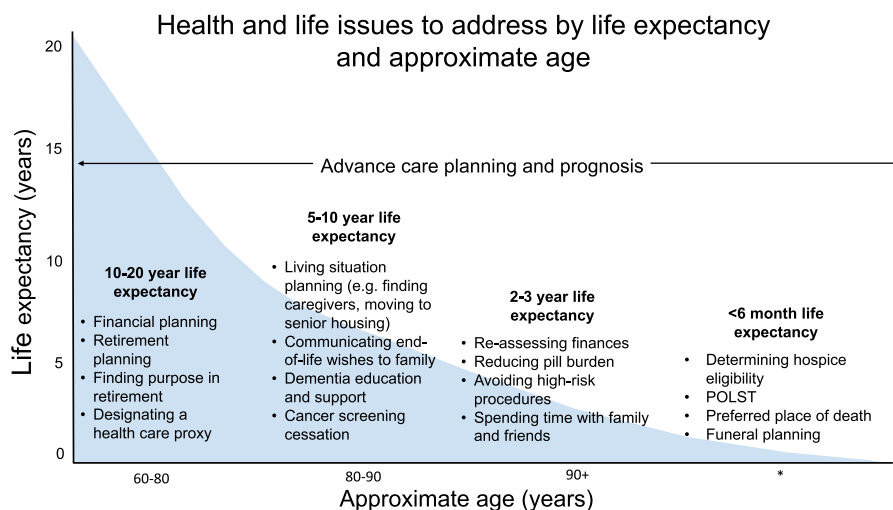 Health and life issues to address by life expectancy
and approximate age
Life expectancy (years)
20
15
10
5
0
Advance care planning and prognosis
10-20 year life
expectancy
• Financial planning
• Retirement
planning
• Finding purpose in
retirement
• Designating a
health care proxy
5-10 year life
expectancy
• Living situation
planning (e.g. finding
caregivers, moving to
senior housing)
• Communicating end-
of-life wishes to family
• Dementia education
and support
• Cancer screening
cessation
2-3 year life
expectancy
• Re-assessing finances
• Reducing pill burden
• Avoiding high-risk
procedures
• Spending time with family
and friends
<6 month life
expectancy
• Determining hospice
eligibility
• POLST
• Preferred place of death
• Funeral planning
60-80
80-90
90+
*
Approximate age (years)